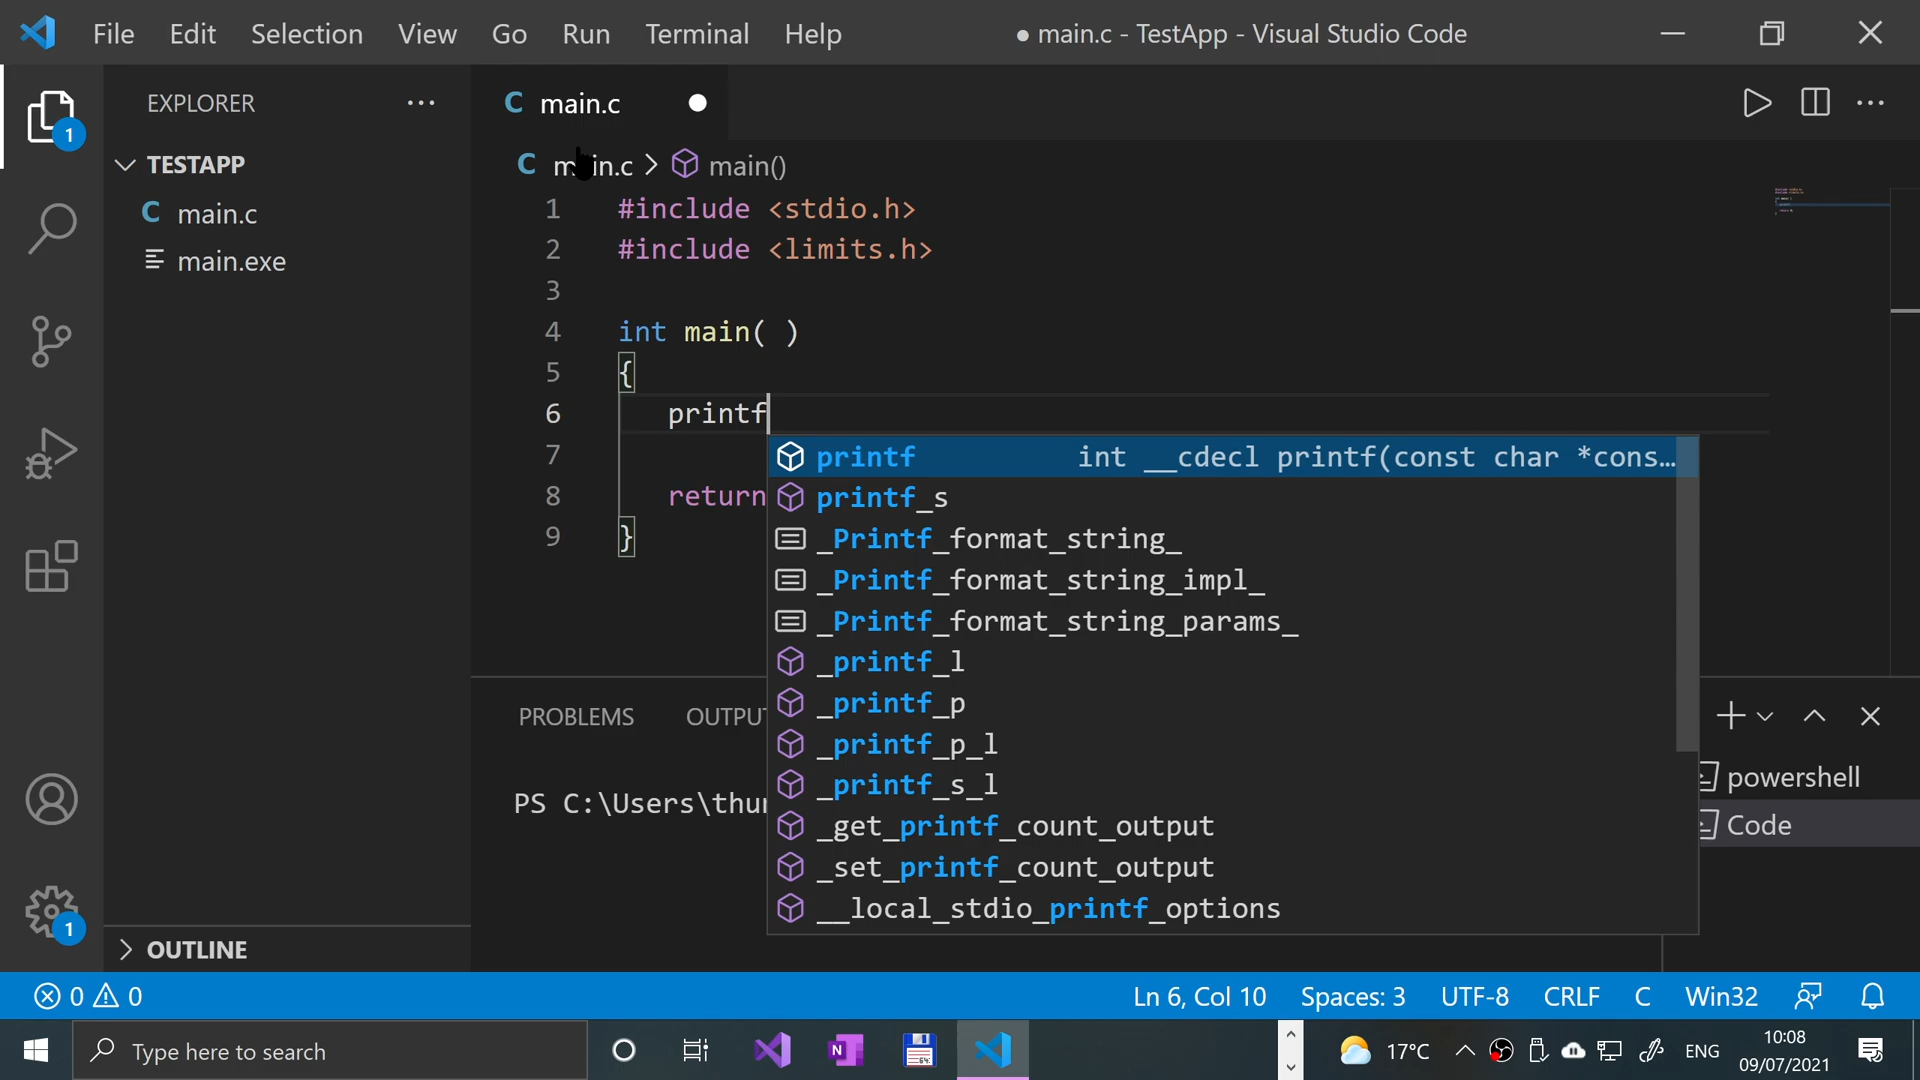 File Edit Selection View Go Run Terminal Help
● main.c - TestApp - Visual Studio Code
EXPLORER
TESTAPP
C main.c
main.exe
OUTLINE
C main.c
C main.c > main()
1 #include <stdio.h>
2 #include <limits.h>
3
4 int main( )
5 {
6 printf
7
8 return
9 }
printf int __cdecl printf(const char *cons…
printf_s
_Printf_format_string_
_Printf_format_string_impl_
_Printf_format_string_params_
_printf_l
_printf_p
_printf_p_l
_printf_s_l
_get_printf_count_output
_set_printf_count_output
__local_stdio_printf_options
PROBLEMS OUTPUT
PS C:\Users\thu
powershell
Code
1
1
0 0
Ln 6, Col 10 Spaces: 3 UTF-8 CRLF C Win32
Type here to search
N
64
17°C
ENG
10:08
09/07/2021